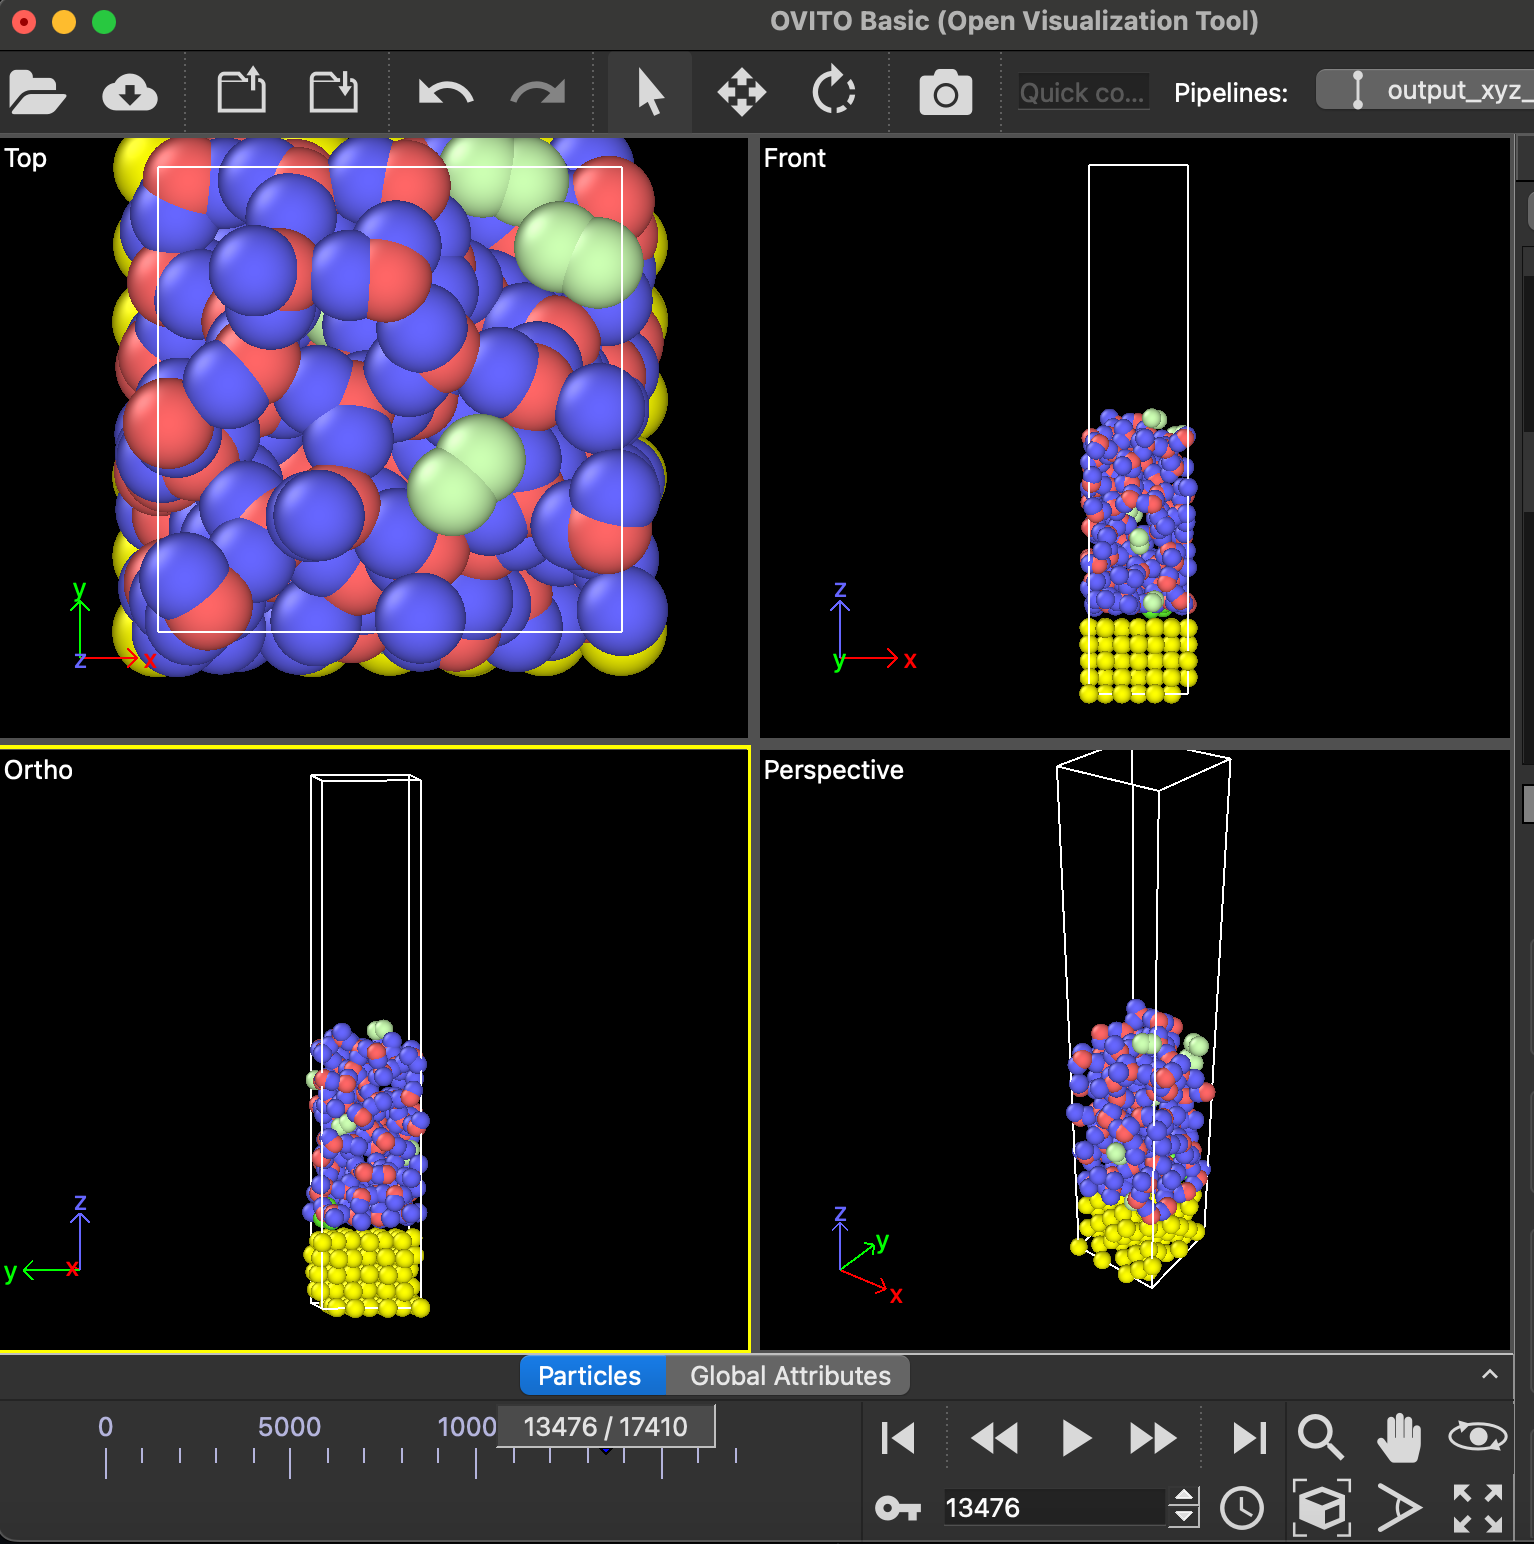 OVITO Basic (Open Visualization Tool)
Quick co...
Pipelines:
output_xyz_
Top
y
z
x
Front
z
y
x
Ortho
z
y
x
Perspective
z
y
x
Particles
Global Attributes
0
5000
1000
13476 / 17410
13476